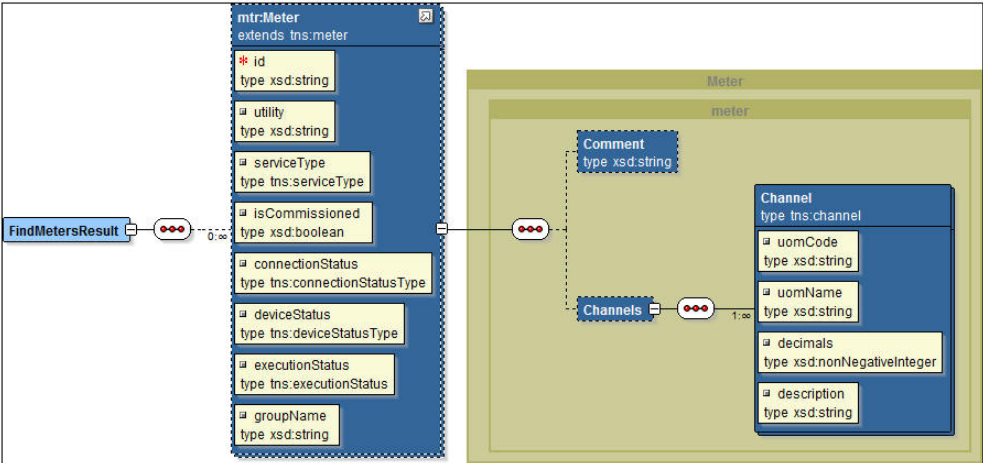 mtr:Meter
extends tns:meter
* id
type xsd:string
utility
type xsd:string
serviceType
type tns:serviceType
isCommissioned
type xsd:boolean
connectionStatus
type tns:connectionStatusType
deviceStatus
type tns:deviceStatusType
executionStatus
type tns:executionStatus
groupName
type xsd:string
FindMetersResult
0:∞
Meter
meter
Comment
type xsd:string
Channels
1:∞
Channel
type tns:channel
uomCode
type xsd:string
uomName
type xsd:string
decimals
type xsd:nonNegativeInteger
description
type xsd:string